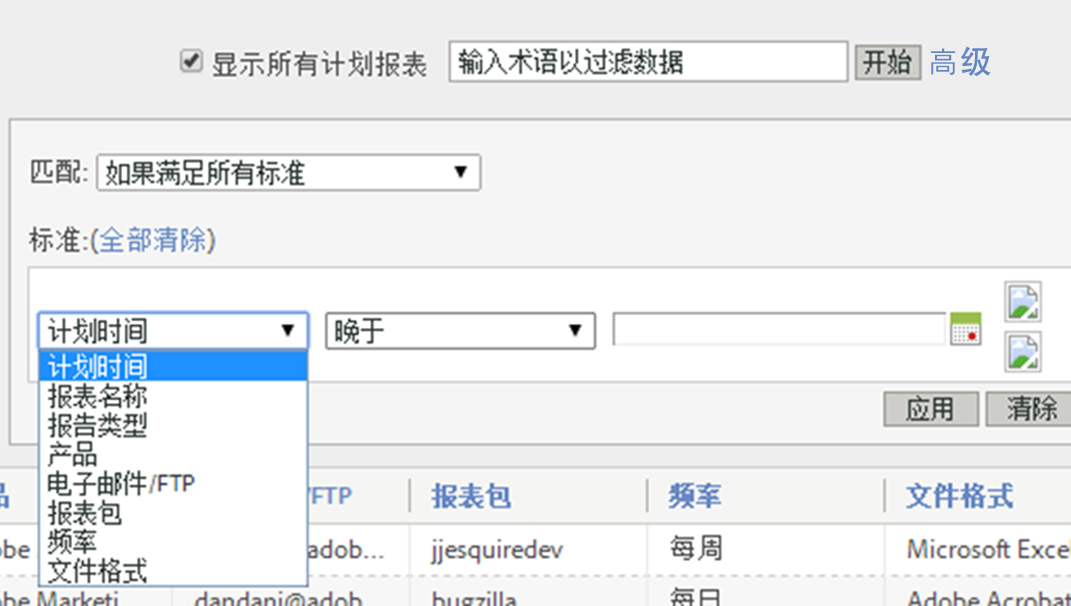 显示所有计划报表 输入术语以过滤数据 开始 高级
匹配: 如果满足所有标准
标准:(全部清除)
计划时间 晚于
计划时间
报表名称
报告类型
产品
电子邮件/FTP
报表包
频率
文件格式
应用 清除
品 /FTP 报表包 频率 文件格式
adob... jjesquiredev 每周 Microsoft Excel
dobe Marketi dandani@adob bugzilla 每日 Adobe Acrobat